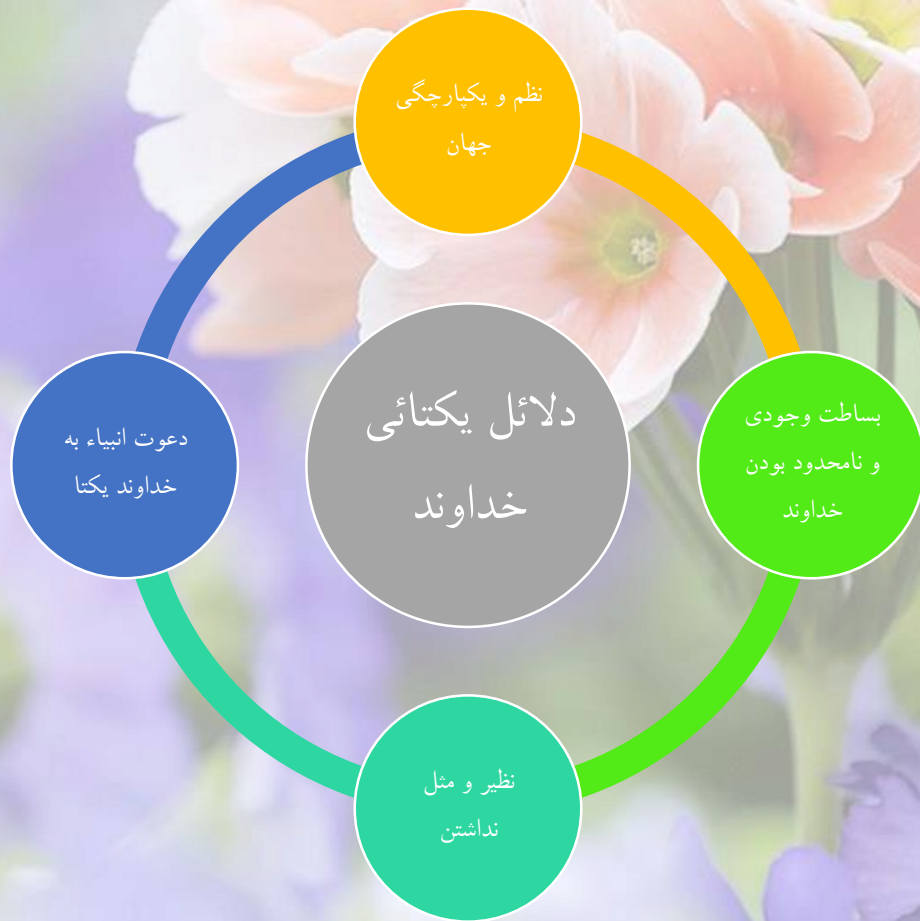 دلائل یکتائی
خداوند
نظم و یکپارچگی
جهان
بساطت وجودی
و نامحدود بودن
خداوند
نظیر و مثل
نداشتن
دعوت انبیاء به
خداوند یکتا